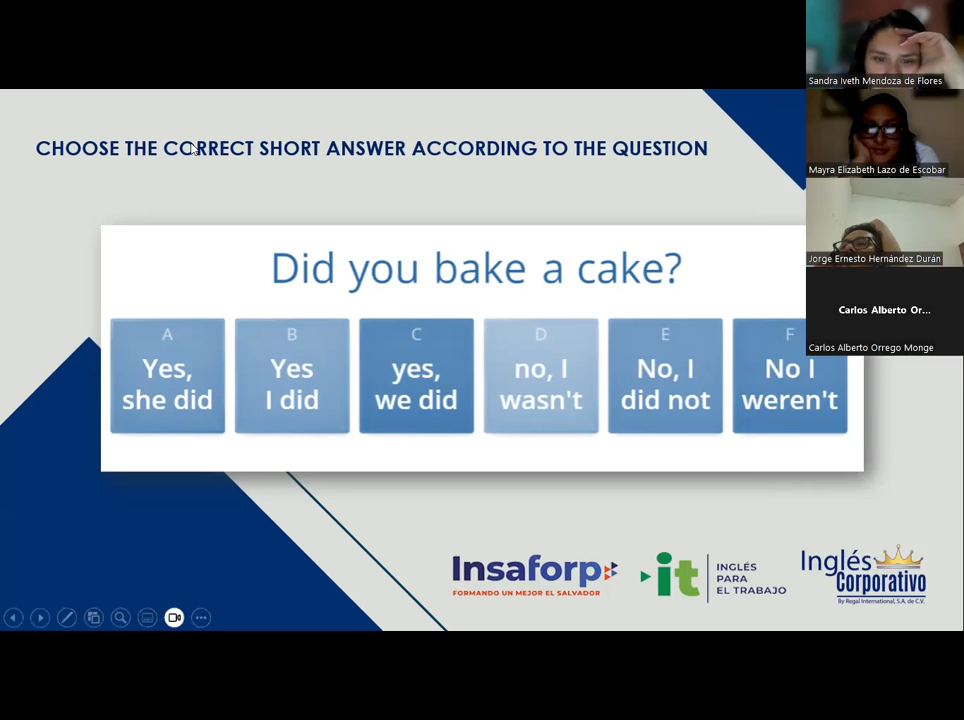 Sandra Iveth Mendoza de Flores
Mayra Elizabeth Lazo de Escobar
Jorge Ernesto Hernández Durán
Carlos Alberto Or...
Carlos Alberto Orrego Monge
CHOOSE THE CORRECT SHORT ANSWER ACCORDING TO THE QUESTION
Did you bake a cake?
A
Yes,
she did
B
Yes
I did
C
yes,
we did
D
no, I
wasn't
E
No, I
did not
F
No I
weren't
Insaforp
FORMANDO UN MEJOR EL SALVADOR
it
INGLÉS
PARA
EL TRABAJO
Inglés
Corporativo
By Regal International, S.A. de C.V.